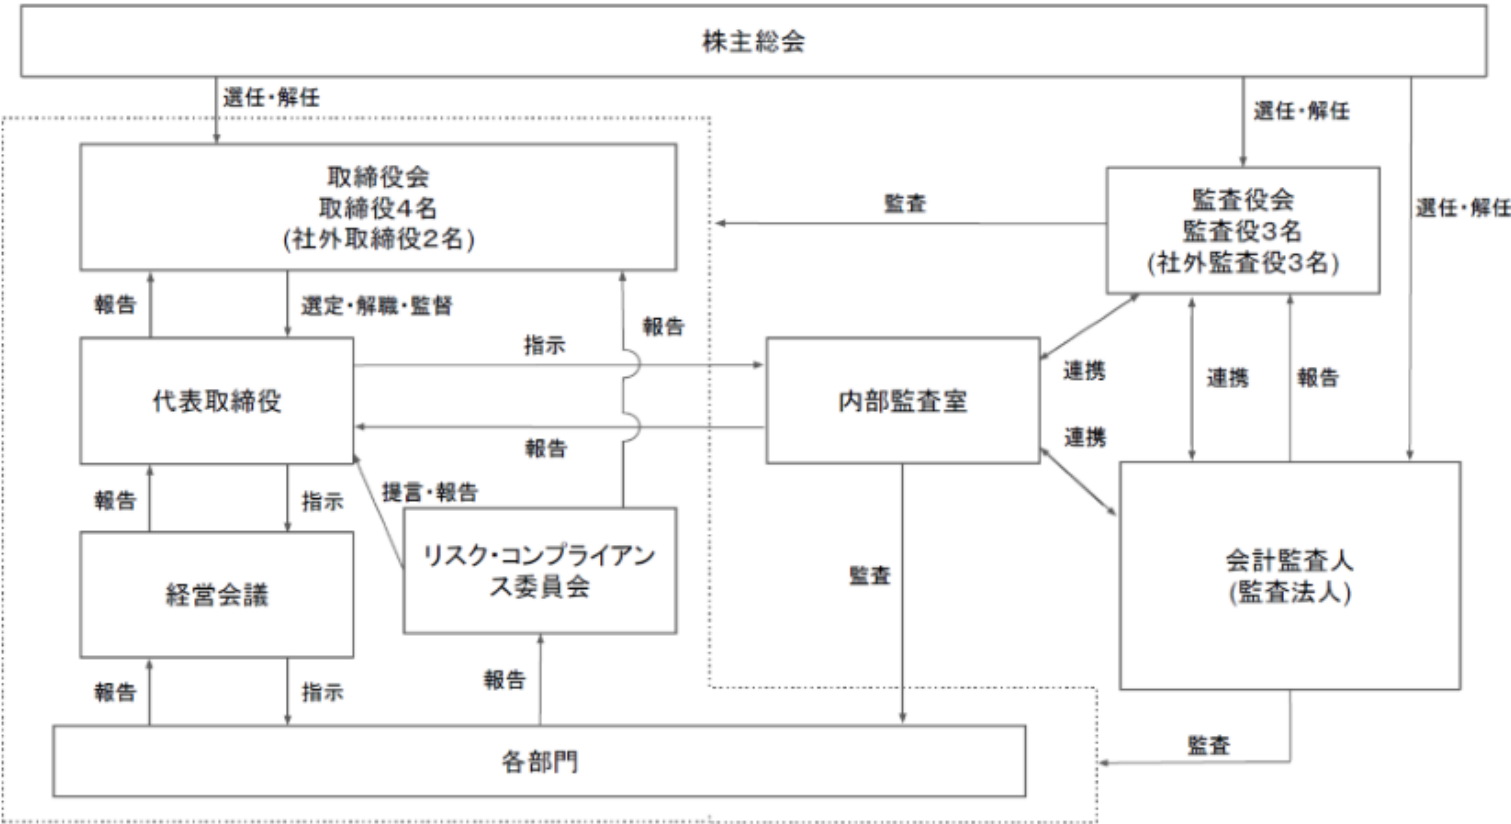 株主総会
選任・解任
選任・解任
選任・解任
取締役会
取締役4名
(社外取締役2名)
監査
監査役会
監査役3名
(社外監査役3名)
報告
選定・解職・監督
報告
指示
連携
連携
報告
代表取締役
内部監査室
報告
連携
報告
指示
提言・報告
リスク・コンプライアン
ス委員会
経営会議
監査
会計監査人
(監査法人)
報告
指示
報告
監査
各部門